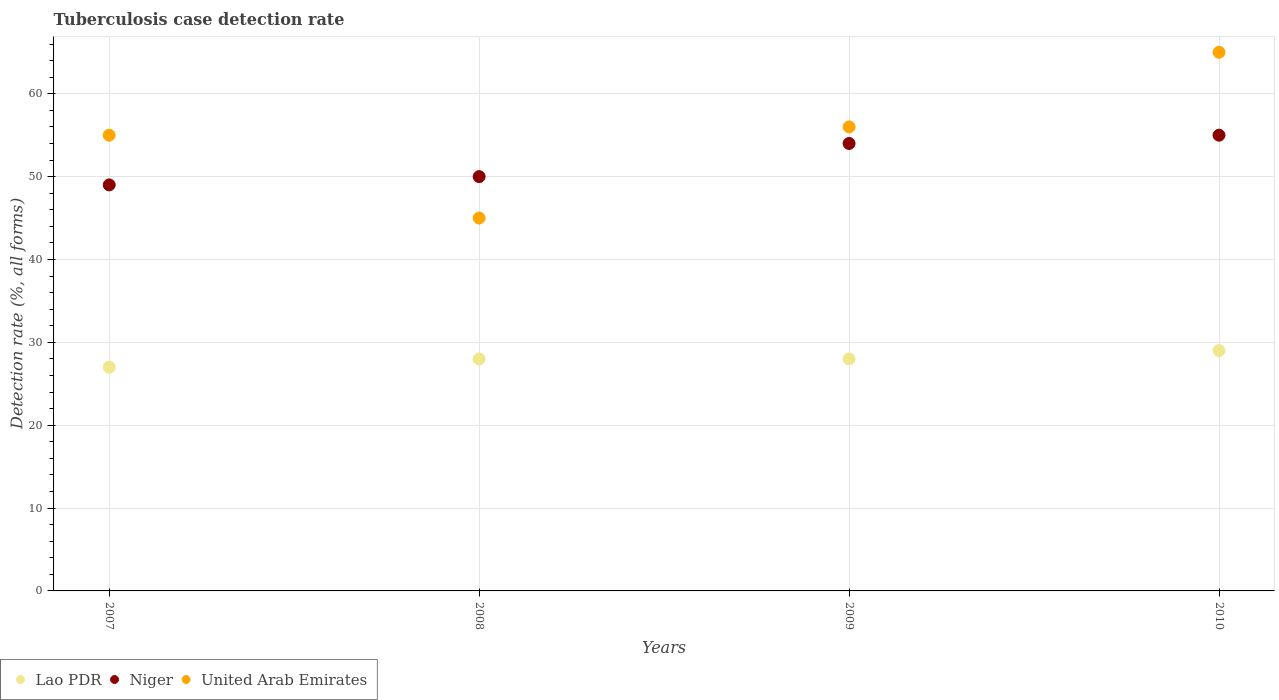 Tuberculosis case detection rate
Detection rate (%, all forms)
60
50
40
30
20
10
0
2007
2008
2009
2010
Years
Lao PDR
Niger
United Arab Emirates